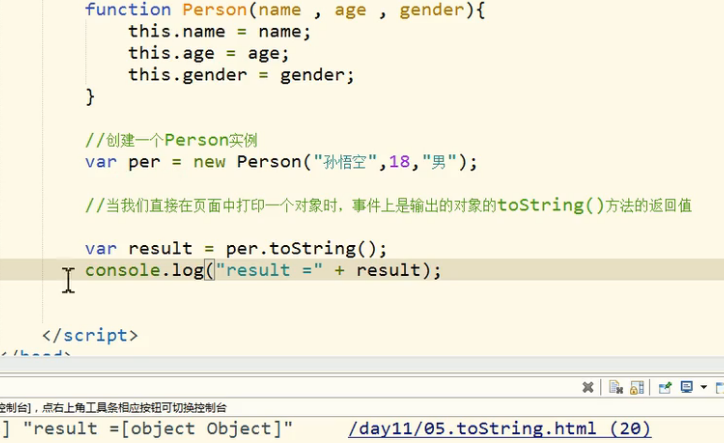 function Person(name , age , gender){
this.name = name;
this.age = age;
this.gender = gender;
}
//创建一个Person实例
var per = new Person("孙悟空",18,"男");
//当我们直接在页面中打印一个对象时，事件上是输出的对象的toString()方法的返回值
var result = per.toString();
console.log("result =" + result);
</script>
控制台]，点右上角工具条相应按钮可切换控制台
] "result =[object Object]" /day11/05.toString.html (20)